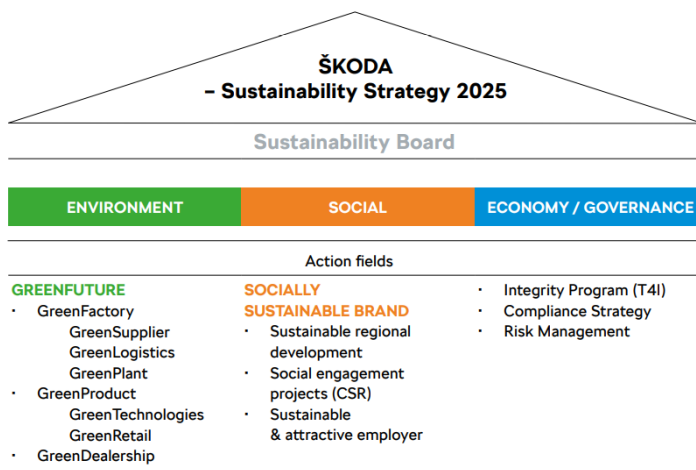 ŠKODA
– Sustainability Strategy 2025
Sustainability Board
ENVIRONMENT
SOCIAL
ECONOMY / GOVERNANCE
Action fields
GREENFUTURE
· GreenFactory
GreenSupplier
GreenLogistics
GreenPlant
· GreenProduct
GreenTechnologies
GreenRetail
· GreenDealership
SOCIALLY
SUSTAINABLE BRAND
· Sustainable regional
development
· Social engagement
projects (CSR)
· Sustainable
& attractive employer
· Integrity Program (T4I)
· Compliance Strategy
· Risk Management